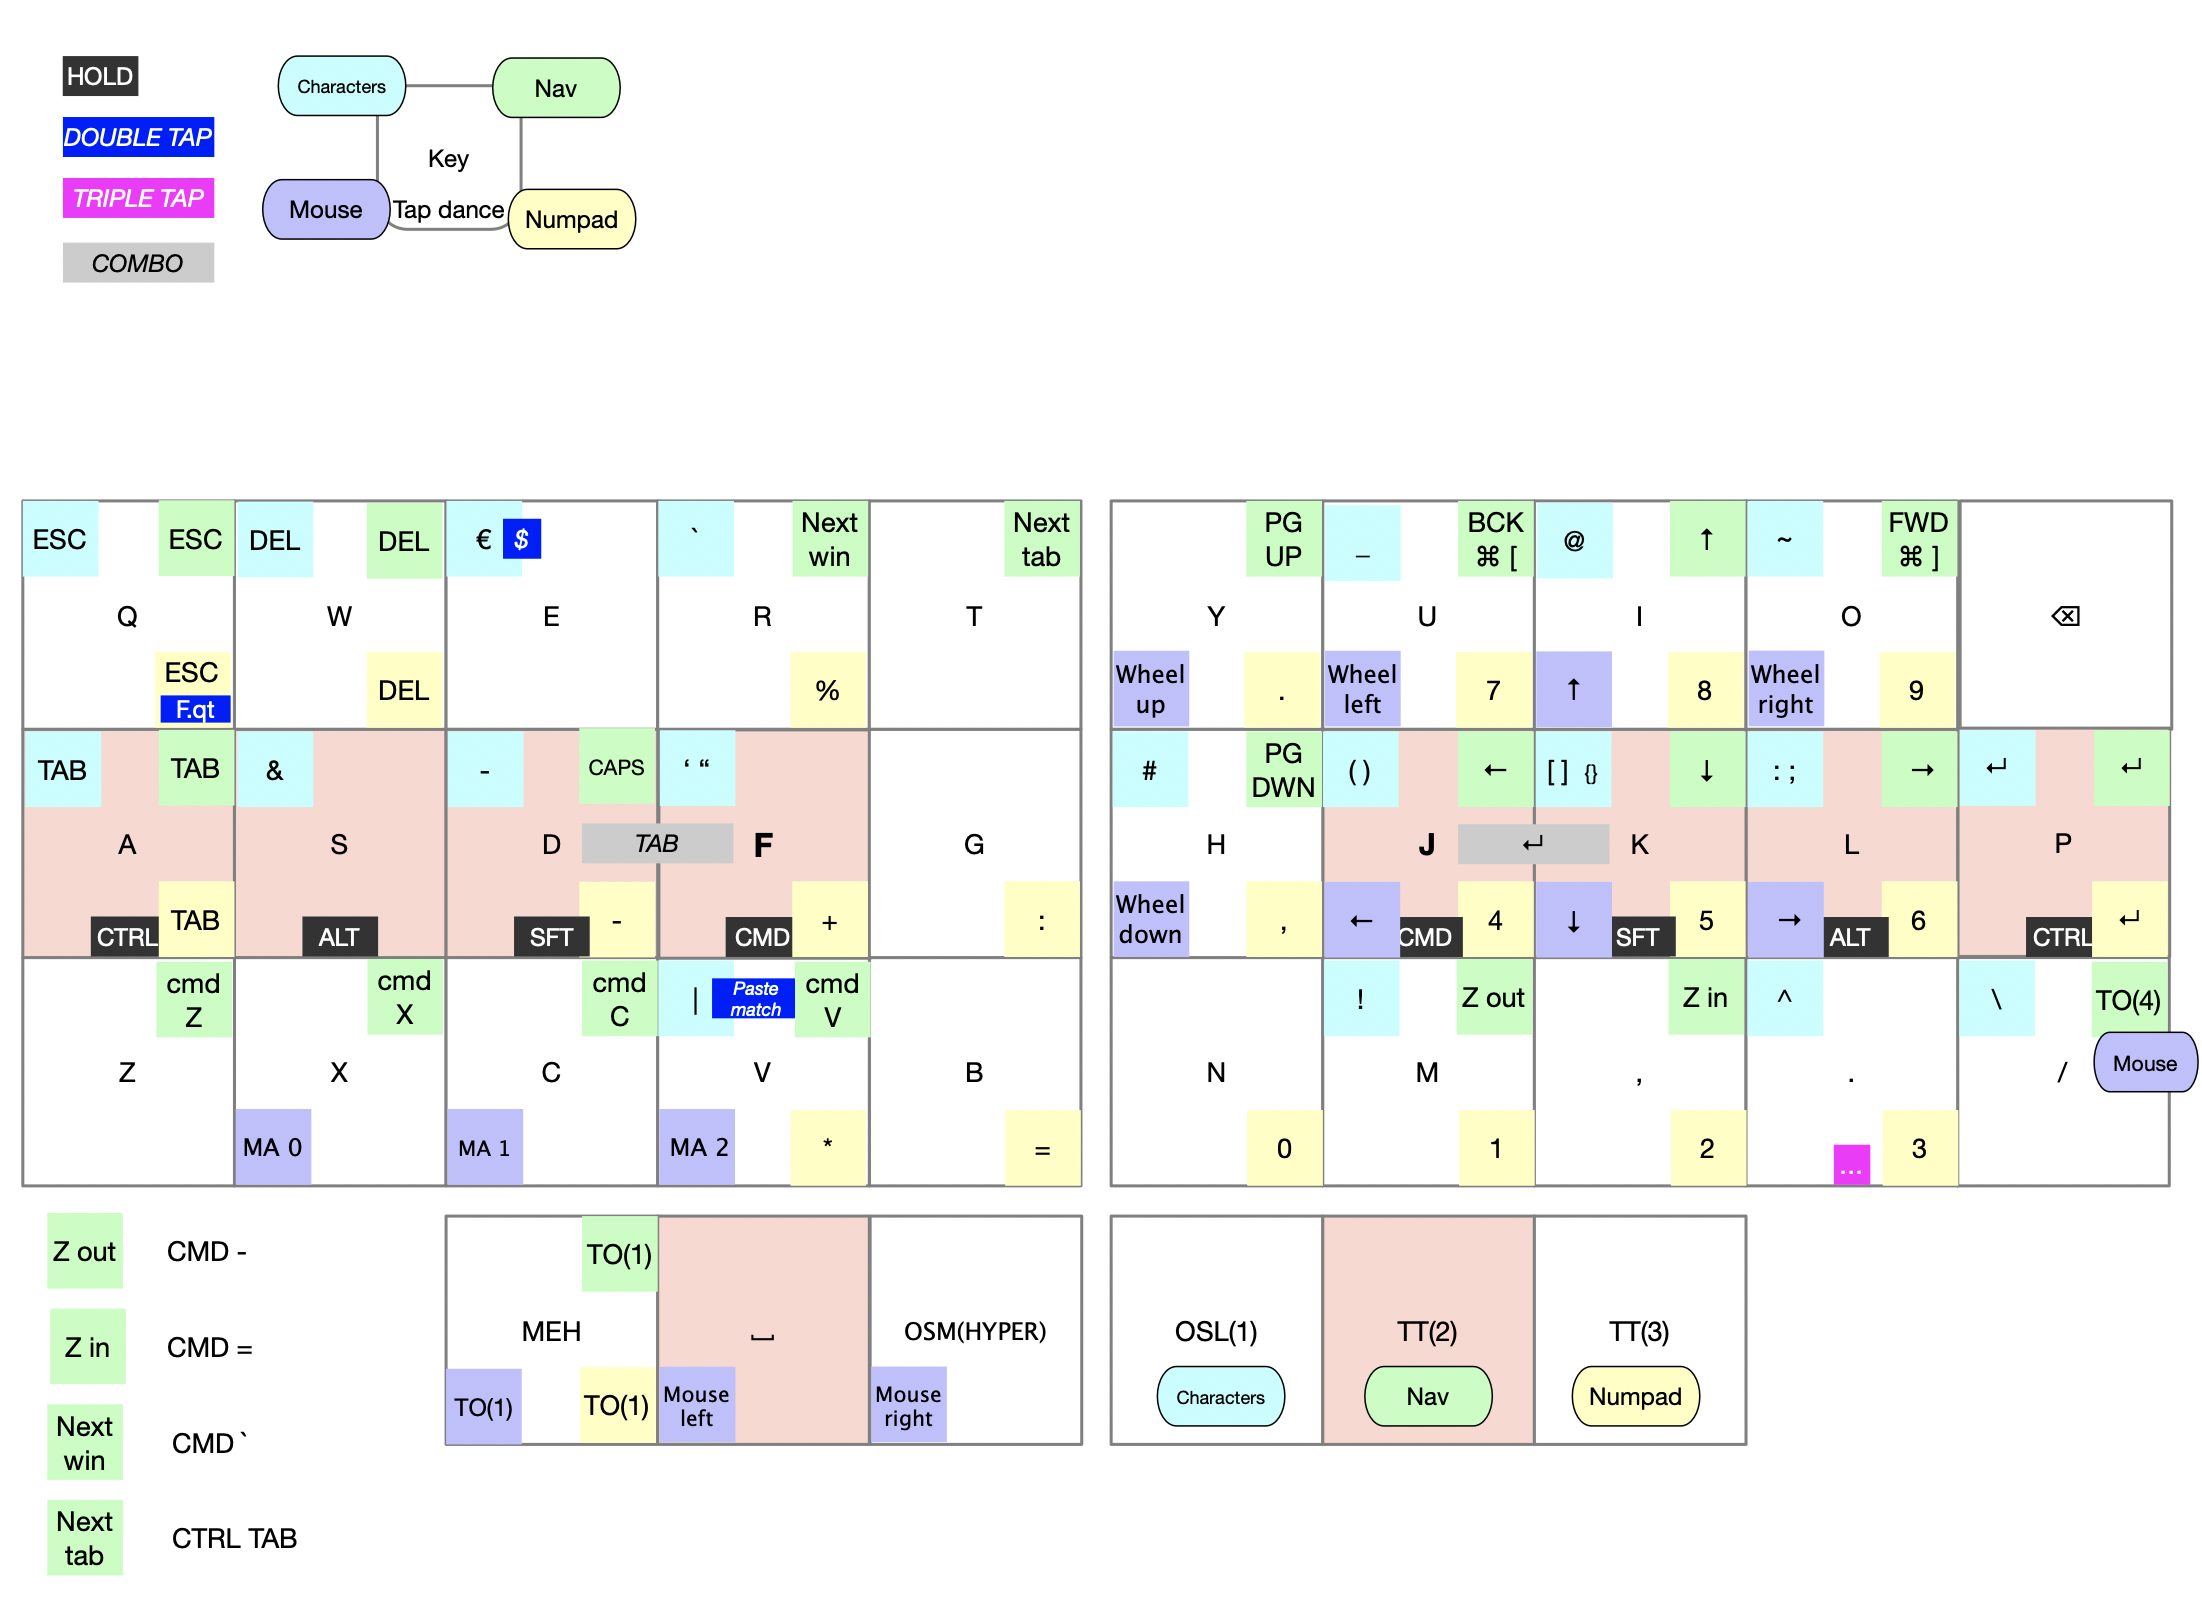 HOLD
DOUBLE TAP
TRIPLE TAP
COMBO
Characters
Nav
Key
Mouse
Tap dance
Numpad
ESC
ESC
Q
ESC
F.qt
DEL
DEL
W
DEL
€ $
E
`
Next
win
R
%
Next
tab
T
PG
UP
Y
Wheel
up
.
_
BCK
⌘ [
U
Wheel
left
7
@
↑
I
↑
8
~
FWD
⌘ ]
O
Wheel
right
9
⌫
TAB
TAB
A
CTRL
TAB
&
S
ALT
-
CAPS
D
SFT
-
TAB
‘ “
F
CMD
+
G
:
#
PG
DWN
H
Wheel
down
,
( )
←
J
←
CMD
4
↵
[ ] {}
↓
K
↓
SFT
5
: ;
→
L
→
ALT
6
↵
↵
P
CTRL
↵
cmd
Z
Z
cmd
X
X
MA 0
cmd
C
C
MA 1
|
Paste
match
cmd
V
V
MA 2
*
B
=
N
0
!
Z out
M
1
Z in
,
2
^
.
...
3
\
TO(4)
Mouse
/
TO(1)
MEH
TO(1)
TO(1)
⎵
Mouse
left
OSM(HYPER)
Mouse
right
OSL(1)
Characters
TT(2)
Nav
TT(3)
Numpad
Z out CMD -
Z in CMD =
Next
win
CMD `
Next
tab
CTRL TAB